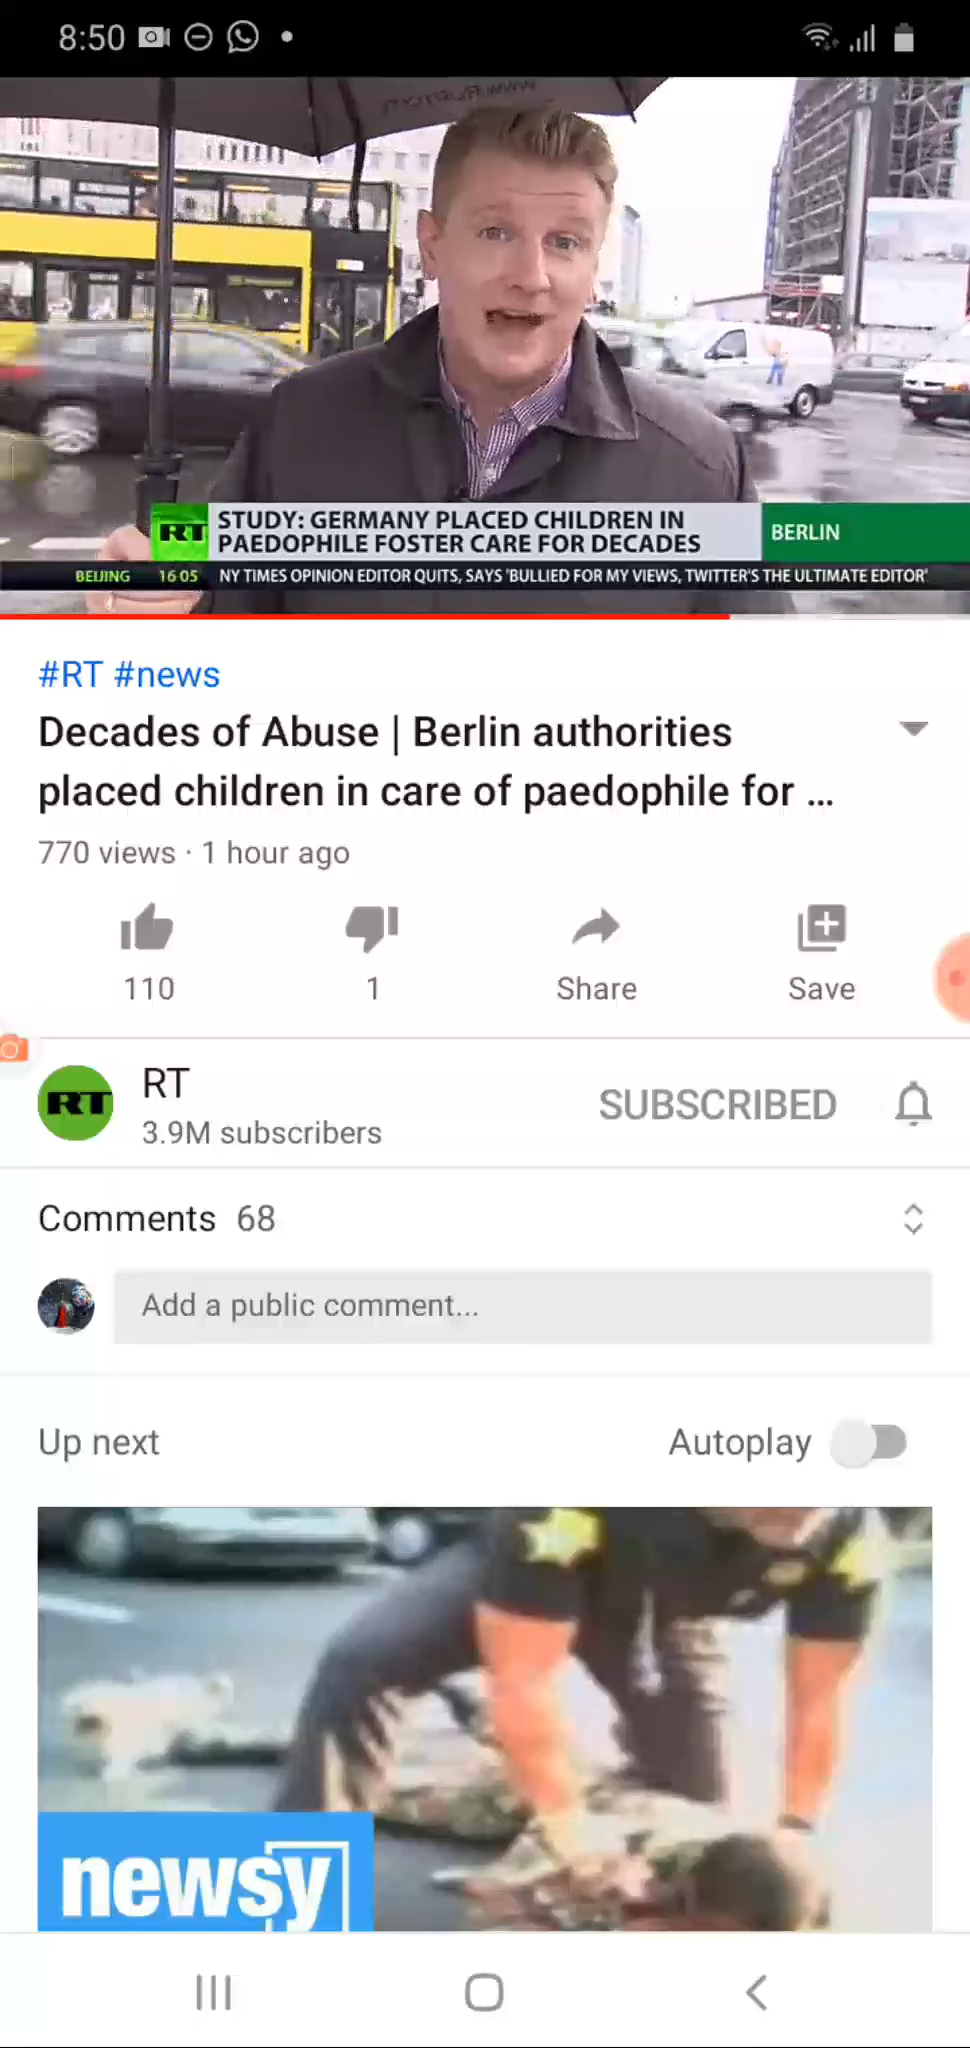 8:50
RT
STUDY: GERMANY PLACED CHILDREN IN
PAEDOPHILE FOSTER CARE FOR DECADES
BERLIN
BEIJING 16:05 NY TIMES OPINION EDITOR QUITS, SAYS 'BULLIED FOR MY VIEWS, TWITTER'S THE ULTIMATE EDITOR'
#RT #news
Decades of Abuse | Berlin authorities
placed children in care of paedophile for ...
770 views · 1 hour ago
110
1
Share
Save
RT
RT
3.9M subscribers
SUBSCRIBED
Comments 68
Add a public comment...
Up next
Autoplay
newsy